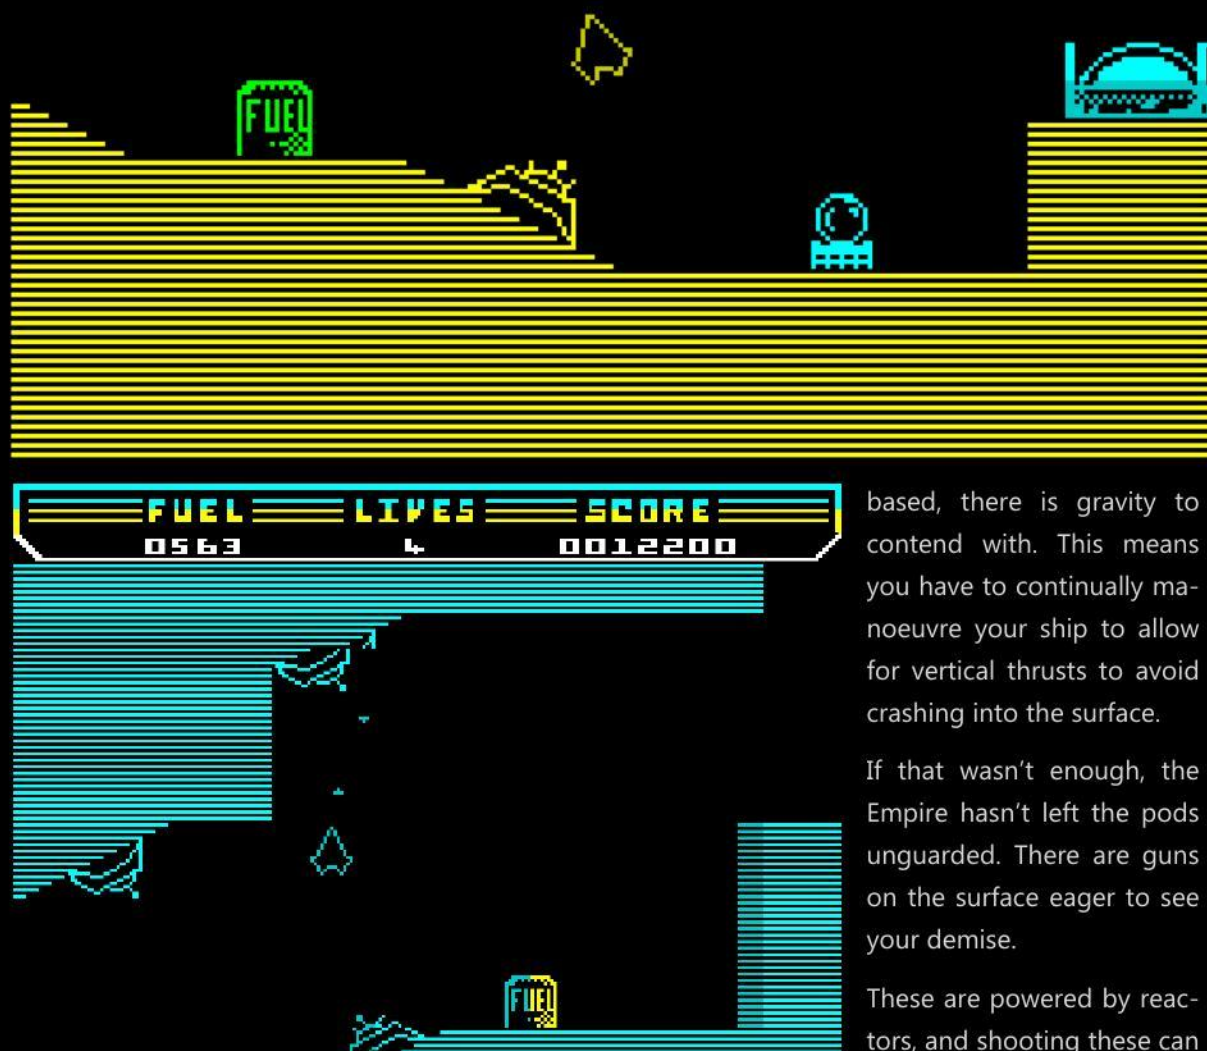 FUEL
FUEL LIVES SCORE
0563 4 0012200
based, there is gravity to
contend with. This means
you have to continually ma-
noeuvre your ship to allow
for vertical thrusts to avoid
crashing into the surface.
If that wasn't enough, the
Empire hasn't left the pods
unguarded. There are guns
on the surface eager to see
your demise.
FUEL
These are powered by reac-
tors, and shooting these can